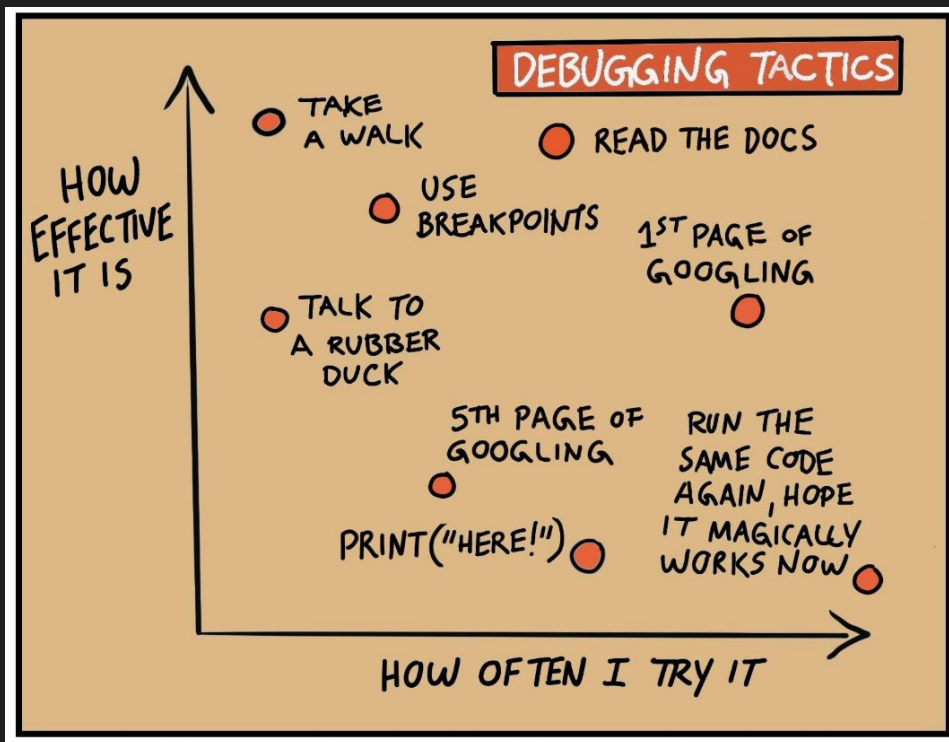 DEBUGGING TACTICS
HOW
EFFECTIVE
IT IS
TAKE
A WALK
READ THE DOCS
USE
BREAKPOINTS
1ST PAGE OF
GOOGLING
TALK TO
A RUBBER
DUCK
5TH PAGE OF
GOOGLING
RUN THE
SAME CODE
AGAIN, HOPE
IT MAGICALLY
WORKS NOW
PRINT("HERE!")
HOW OFTEN I TRY IT